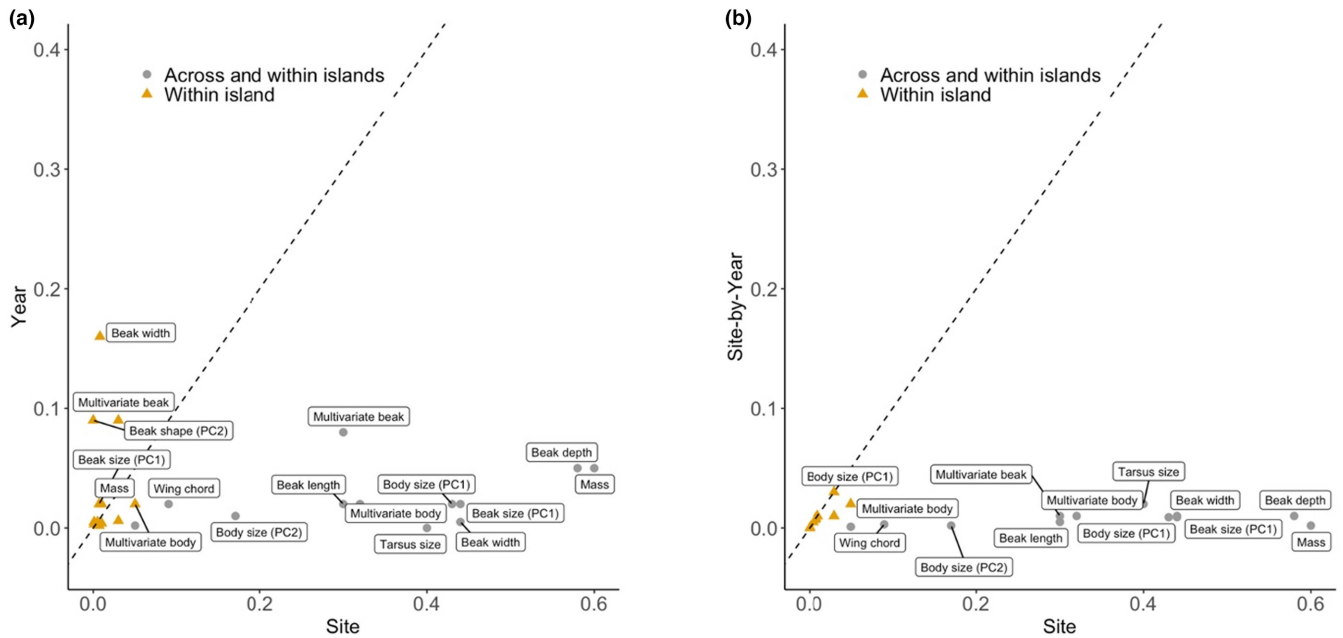 (a)
Across and within islands
Within island
Year
0.4
0.3
0.2
0.1
0.0
Beak width
Multivariate beak
Beak shape (PC2)
Beak size (PC1)
Mass
Wing chord
Multivariate body
Body size (PC2)
Multivariate beak
Beak length
Body size (PC1)
Multivariate body
Beak size (PC1)
Tarsus size
Beak width
Beak depth
Mass
0.0
0.2
0.4
0.6
Site
(b)
Across and within islands
Within island
Site-by-Year
0.4
0.3
0.2
0.1
0.0
Body size (PC1)
Multivariate body
Wing chord
Body size (PC2)
Multivariate beak
Multivariate body
Beak length
Tarsus size
Body size (PC1)
Beak width
Beak size (PC1)
Beak depth
Mass
0.0
0.2
0.4
0.6
Site